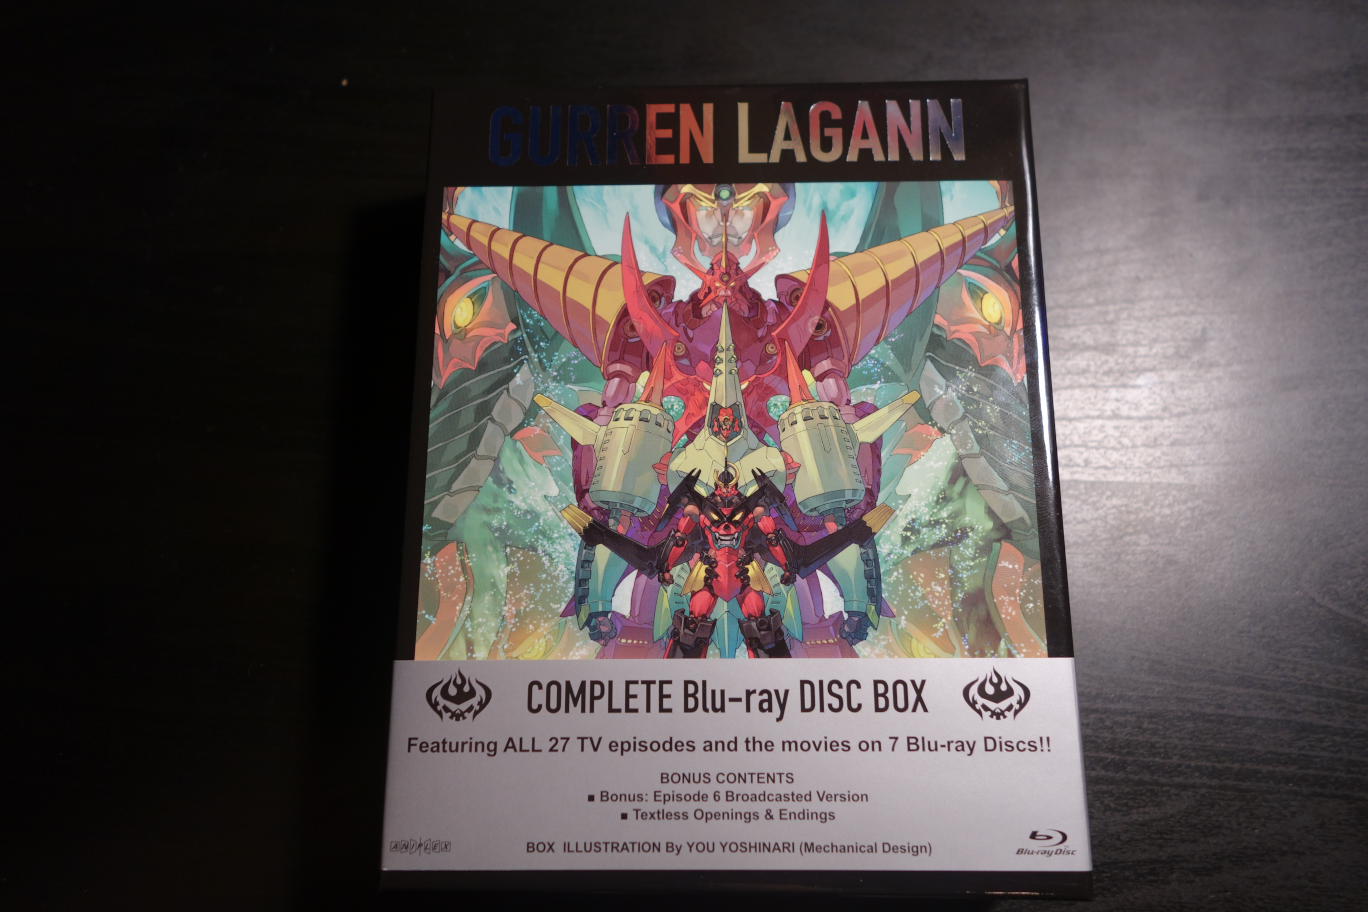 GURREN LAGANN
COMPLETE Blu-ray DISC BOX
Featuring ALL 27 TV episodes and the movies on 7 Blu-ray Discs!!
BONUS CONTENTS
■ Bonus: Episode 6 Broadcasted Version
■ Textless Openings & Endings
ANIPLEX
BOX ILLUSTRATION By YOU YOSHINARI (Mechanical Design)
Blu-ray Disc